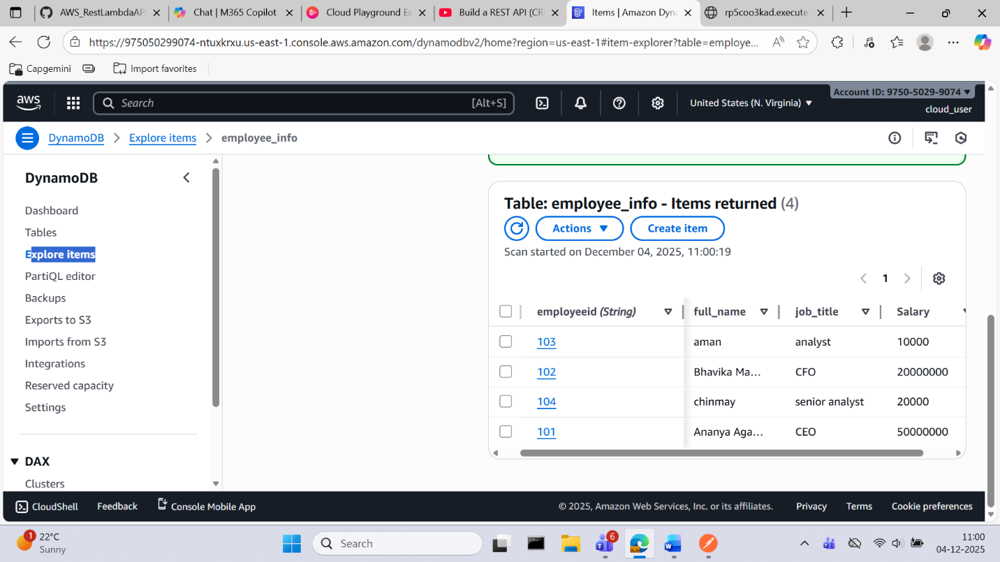 AWS_RestLambdaAP
Chat | M365 Copilot
Cloud Playground Ex
Build a REST API (CR
Items | Amazon Dyna
rp5coo3kad.execute-
https://975050299074-ntuxkrxu.us-east-1.console.aws.amazon.com/dynamodbv2/home?region=us-east-1#item-explorer?table=employe...
Capgemini
Import favorites
aws
Search
[Alt+S]
United States (N. Virginia)
Account ID: 9750-5029-9074
cloud_user
DynamoDB
Explore items
employee_info
DynamoDB
Dashboard
Tables
Explore items
PartiQL editor
Backups
Exports to S3
Imports from S3
Integrations
Reserved capacity
Settings
DAX
Clusters
Table: employee_info - Items returned (4)
Actions
Create item
Scan started on December 04, 2025, 11:00:19
1
employeeid (String) full_name job_title Salary
103 aman analyst 10000
102 Bhavika Ma... CFO 20000000
104 chinmay senior analyst 20000
101 Ananya Aga... CEO 50000000
CloudShell Feedback Console Mobile App © 2025, Amazon Web Services, Inc. or its affiliates. Privacy Terms Cookie preferences
1
22°C
Sunny
Search
6
11:00
04-12-2025